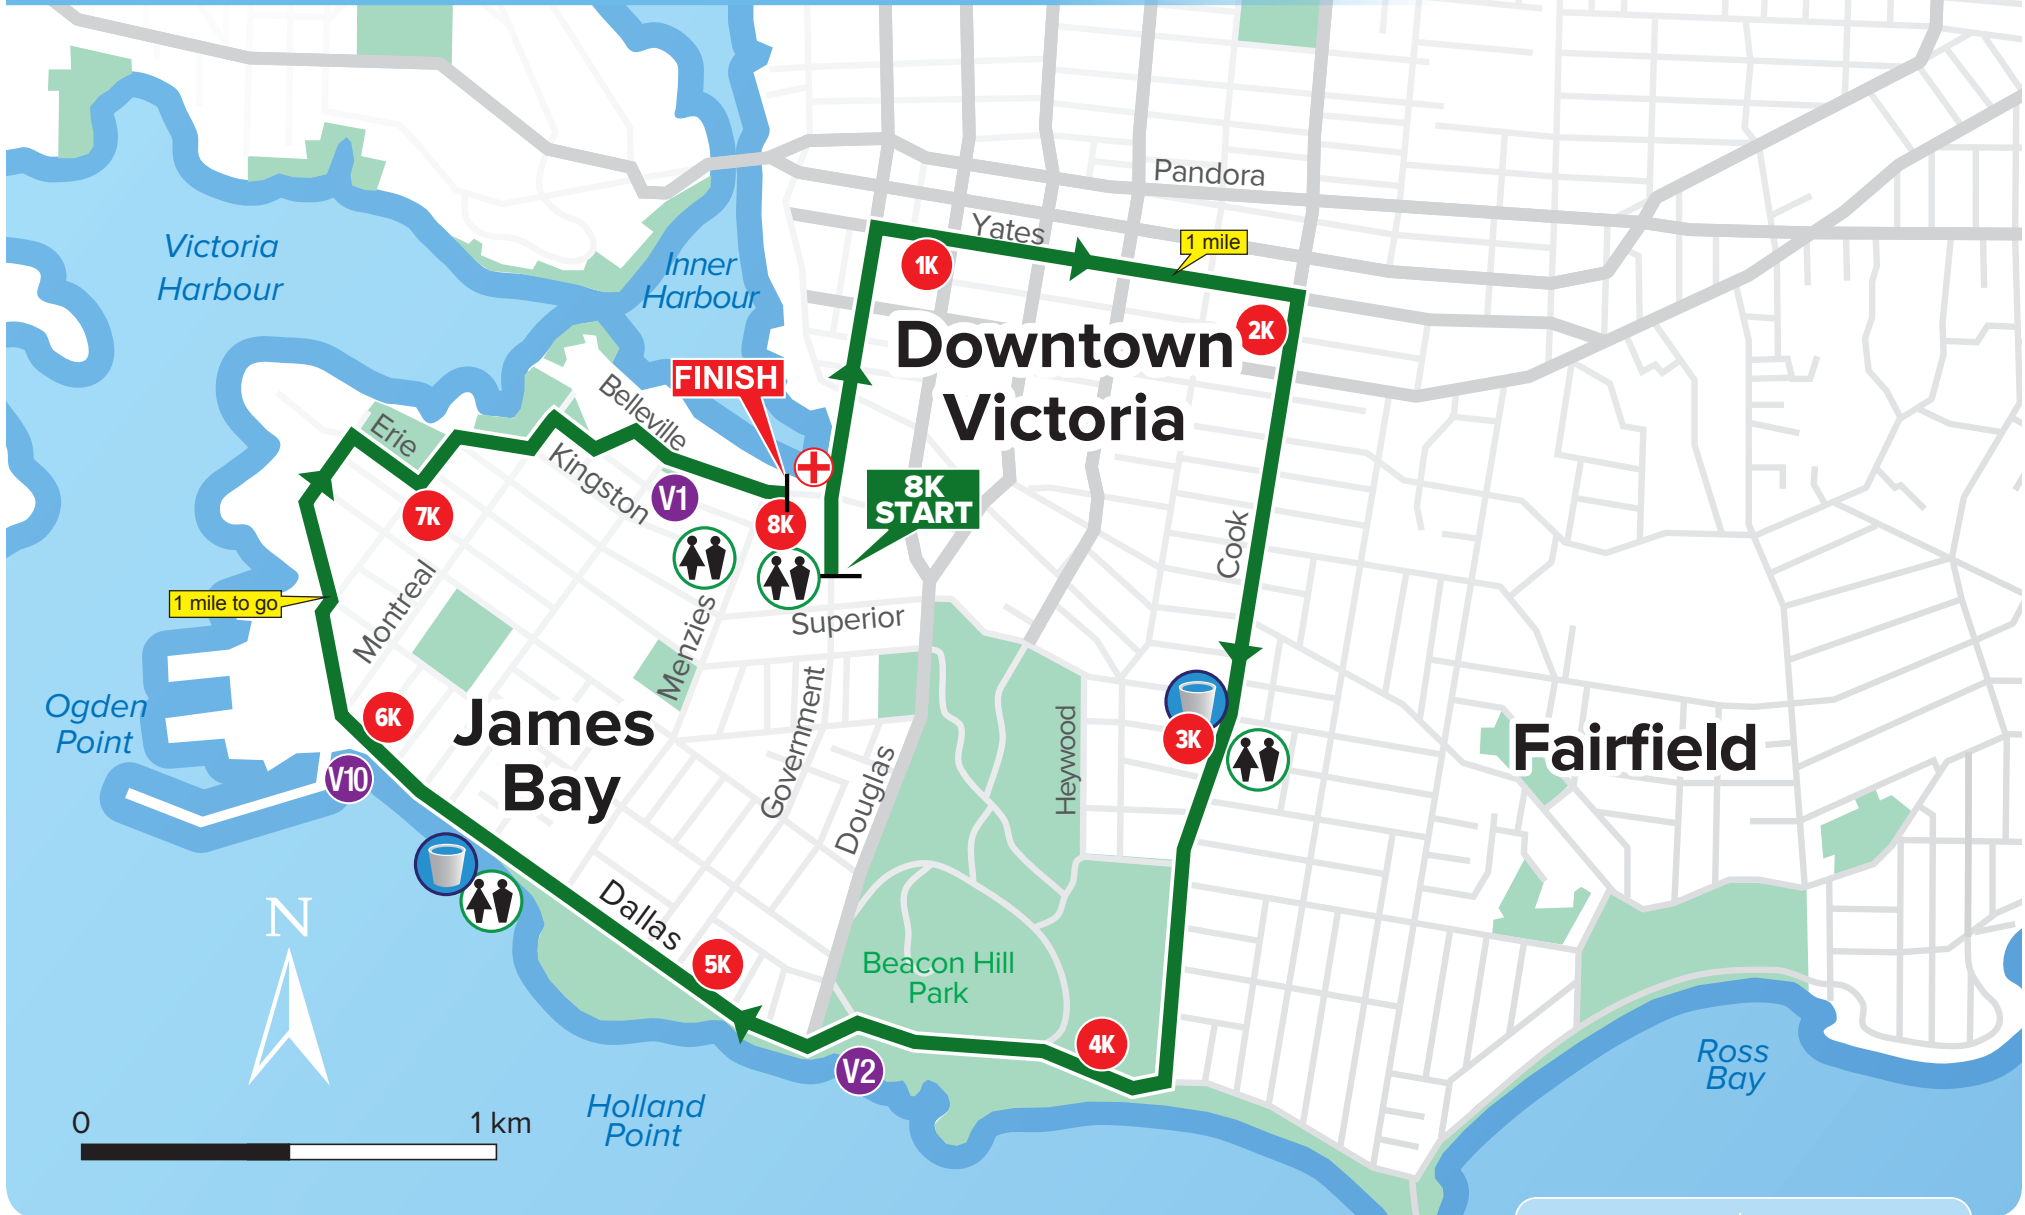 Pandora
Yates
1 mile
Victoria
Harbour
Inner
Harbour
1K
2K
Downtown
Victoria
FINISH
Belleville
Erie
Kingston
V1
8K
START
7K
8K
Cook
1 mile to go
Montreal
Menzies
Superior
Ogden
Point
6K
James
Bay
Government
Douglas
Heywood
3K
Fairfield
V10
Dallas
N
5K
Beacon Hill
Park
4K
V2
Ross
Bay
Holland
Point
0
1 km